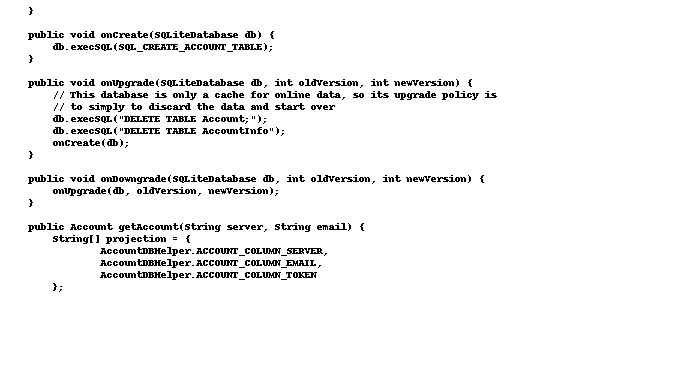 }
public void onCreate(SQLiteDatabase db) {
db.execSQL(SQL_CREATE_ACCOUNT_TABLE);
}
public void onUpgrade(SQLiteDatabase db, int oldVersion, int newVersion) {
// This database is only a cache for online data, so its upgrade policy is
// to simply to discard the data and start over
db.execSQL("DELETE TABLE Account;");
db.execSQL("DELETE TABLE AccountInfo");
onCreate(db);
}
public void onDowngrade(SQLiteDatabase db, int oldVersion, int newVersion) {
onUpgrade(db, oldVersion, newVersion);
}
public Account getAccount(String server, String email) {
String[] projection = {
AccountDBHelper.ACCOUNT_COLUMN_SERVER,
AccountDBHelper.ACCOUNT_COLUMN_EMAIL,
AccountDBHelper.ACCOUNT_COLUMN_TOKEN
};